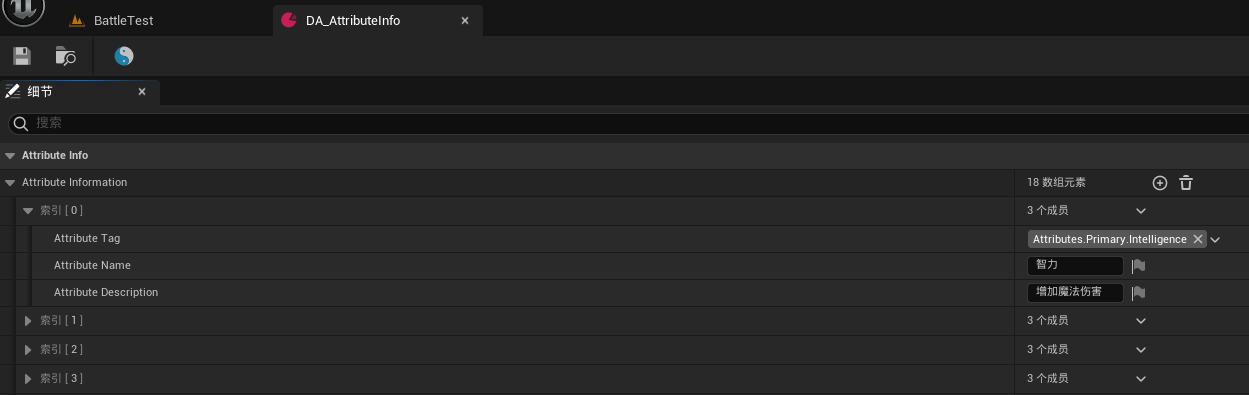 BattleTest
DA_AttributeInfo
细节
搜索
Attribute Info
Attribute Information 18 数组元素
索引 [ 0 ] 3 个成员
Attribute Tag Attributes.Primary.Intelligence
Attribute Name 智力
Attribute Description 增加魔法伤害
索引 [ 1 ] 3 个成员
索引 [ 2 ] 3 个成员
索引 [ 3 ] 3 个成员